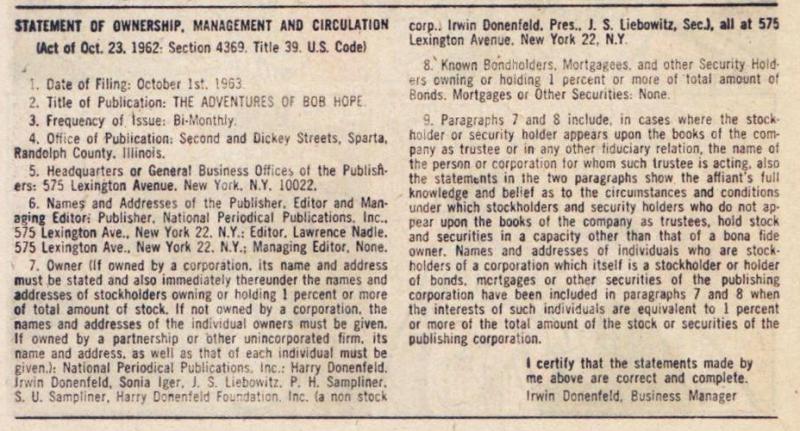 STATEMENT OF OWNERSHIP, MANAGEMENT AND CIRCULATION
(Act of Oct. 23, 1962: Section 4369, Title 39, U.S. Code)
1. Date of Filing: October 1st, 1963.
2. Title of Publication: THE ADVENTURES OF BOB HOPE.
3. Frequency of Issue: Bi-Monthly.
4. Office of Publication: Second and Dickey Streets, Sparta,
Randolph County, Illinois.
5. Headquarters or General Business Offices of the Publish-
ers: 575 Lexington Avenue, New York, N.Y. 10022.
6. Names and Addresses of the Publisher, Editor and Man-
aging Editor: Publisher, National Periodical Publications, Inc.,
575 Lexington Ave., New York 22, N.Y.; Editor, Lawrence Nadle,
575 Lexington Ave., New York 22, N.Y.; Managing Editor, None.
7. Owner (If owned by a corporation, its name and address
must be stated and also immediately thereunder the names and
addresses of stockholders owning or holding 1 percent or more
of total amount of stock. If not owned by a corporation, the
names and addresses of the individual owners must be given.
If owned by a partnership or other unincorporated firm, its
name and address, as well as that of each individual must be
given.): National Periodical Publications, Inc.; Harry Donenfeld,
Irwin Donenfeld, Sonia Iger, J. S. Liebowitz, P. H. Sampliner,
S. U. Sampliner, Harry Donenfeld Foundation, Inc. (a non stock
corp., Irwin Donenfeld, Pres., J. S. Liebowitz, Sec.), all at 575
Lexington Avenue, New York 22, N.Y.
8. Known Bondholders, Mortgagees, and other Security Hold-
ers owning or holding 1 percent or more of total amount of
Bonds, Mortgages or Other Securities: None.
9. Paragraphs 7 and 8 include, in cases where the stock-
holder or security holder appears upon the books of the com-
pany as trustee or in any other fiduciary relation, the name of
the person or corporation for whom such trustee is acting, also
the statements in the two paragraphs show the affiant's full
knowledge and belief as to the circumstances and conditions
under which stockholders and security holders who do not ap-
pear upon the books of the company as trustees, hold stock
and securities in a capacity other than that of a bona fide
owner. Names and addresses of individuals who are stock-
holders of a corporation which itself is a stockholder or holder
of bonds, mortgages or other securities of the publishing
corporation have been included in paragraphs 7 and 8 when
the interests of such individuals are equivalent to 1 percent
or more of the total amount of the stock or securities of the
publishing corporation.
I certify that the statements made by
me above are correct and complete.
Irwin Donenfeld, Business Manager